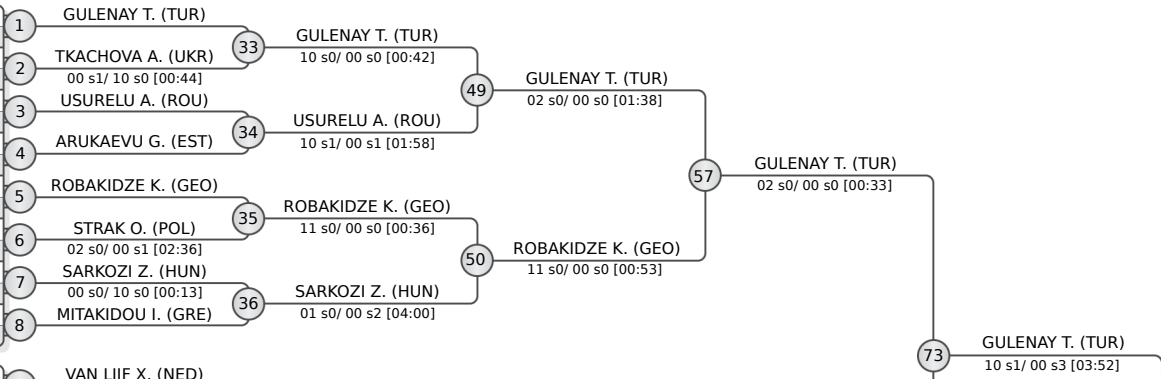 1
GULENAY T. (TUR)
2
TKACHOVA A. (UKR)
00 s1/ 10 s0 [00:44]
3
USURELU A. (ROU)
4
ARUKAEVU G. (EST)
5
ROBAKIDZE K. (GEO)
6
STRAK O. (POL)
02 s0/ 00 s1 [02:36]
7
SARKOZI Z. (HUN)
00 s0/ 10 s0 [00:13]
8
MITAKIDOU I. (GRE)
VAN LIJF X. (NED)
33
GULENAY T. (TUR)
10 s0/ 00 s0 [00:42]
34
USURELU A. (ROU)
10 s1/ 00 s1 [01:58]
35
ROBAKIDZE K. (GEO)
11 s0/ 00 s0 [00:36]
36
SARKOZI Z. (HUN)
01 s0/ 00 s2 [04:00]
49
GULENAY T. (TUR)
02 s0/ 00 s0 [01:38]
50
ROBAKIDZE K. (GEO)
11 s0/ 00 s0 [00:53]
57
GULENAY T. (TUR)
02 s0/ 00 s0 [00:33]
73
GULENAY T. (TUR)
10 s1/ 00 s3 [03:52]